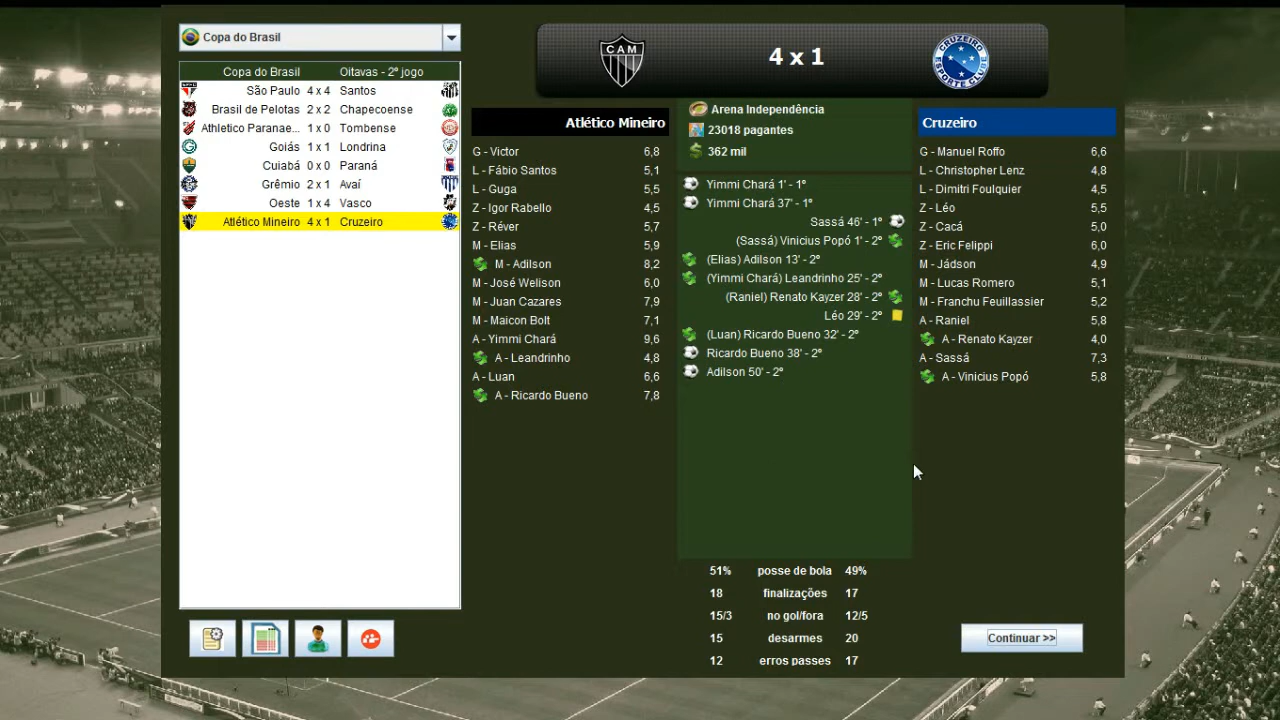 Copa do Brasil
Copa do Brasil Oitavas - 2º jogo
São Paulo 4 x 4 Santos
Brasil de Pelotas 2 x 2 Chapecoense
Athletico Paranae... 1 x 0 Tombense
Goiás 1 x 1 Londrina
Cuiabá 0 x 0 Paraná
Grêmio 2 x 1 Avaí
Oeste 1 x 4 Vasco
Atlético Mineiro 4 x 1 Cruzeiro
CAM
4 x 1
CRUZEIRO ESPORTE CLUBE
Atlético Mineiro
G - Victor 6,8
L - Fábio Santos 5,1
L - Guga 5,5
Z - Igor Rabello 4,5
Z - Réver 5,7
M - Elias 5,9
M - Adilson 8,2
M - José Welison 6,0
M - Juan Cazares 7,9
M - Maicon Bolt 7,1
A - Yimmi Chará 9,6
A - Leandrinho 4,8
A - Luan 6,6
A - Ricardo Bueno 7,8
Arena Independência
23018 pagantes
362 mil
Yimmi Chará 1' - 1º
Yimmi Chará 37' - 1º
Sassá 46' - 1º
(Sassá) Vinicius Popó 1' - 2º
(Elias) Adilson 13' - 2º
(Yimmi Chará) Leandrinho 25' - 2º
(Raniel) Renato Kayzer 28' - 2º
Léo 29' - 2º
(Luan) Ricardo Bueno 32' - 2º
Ricardo Bueno 38' - 2º
Adilson 50' - 2º
51% posse de bola 49%
18 finalizações 17
15/3 no gol/fora 12/5
15 desarmes 20
12 erros passes 17
Cruzeiro
G - Manuel Roffo 6,6
L - Christopher Lenz 4,8
L - Dimitri Foulquier 4,5
Z - Léo 5,5
Z - Cacá 5,0
Z - Eric Felippi 6,0
M - Jádson 4,9
M - Lucas Romero 5,1
M - Franchu Feuillassier 5,2
A - Raniel 5,8
A - Renato Kayzer 4,0
A - Sassá 7,3
A - Vinicius Popó 5,8
Continuar >>